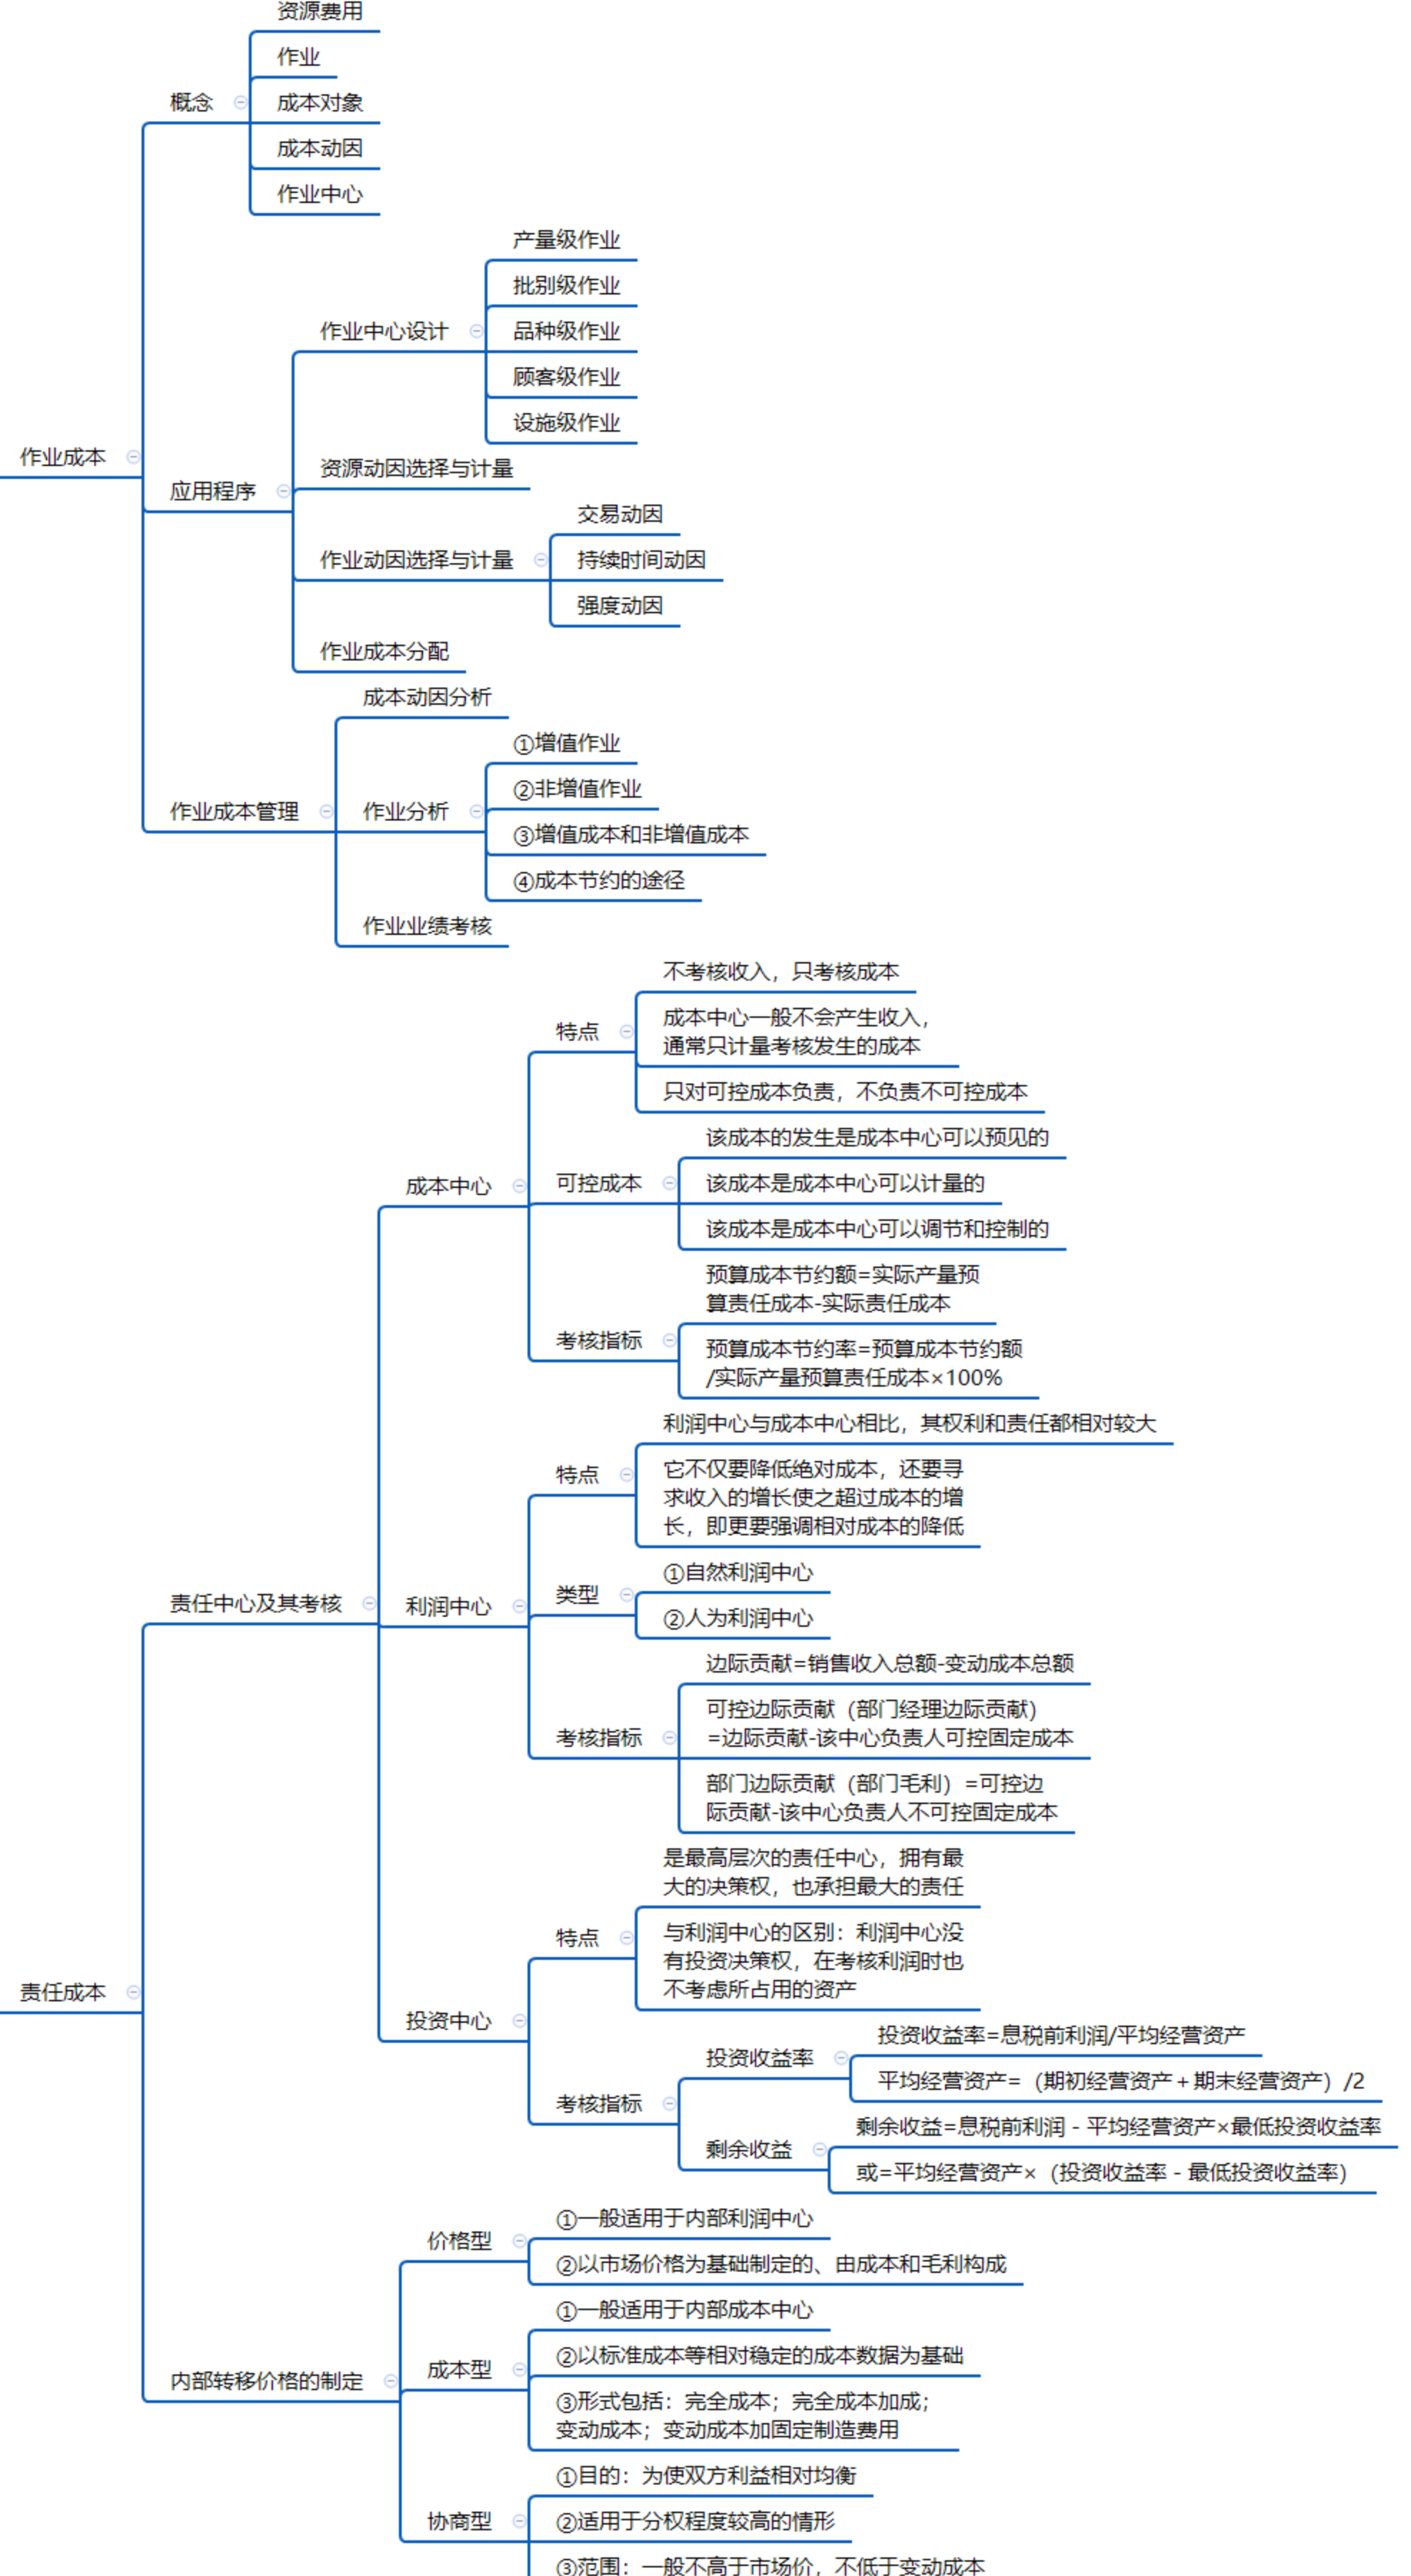 资源费用
作业
概念
成本对象
成本动因
作业中心
产量级作业
批别级作业
作业中心设计
品种级作业
顾客级作业
设施级作业
作业成本
资源动因选择与计量
应用程序
交易动因
作业动因选择与计量
持续时间动因
强度动因
作业成本分配
成本动因分析
①增值作业
②非增值作业
作业成本管理
作业分析
③增值成本和非增值成本
④成本节约的途径
作业业绩考核
不考核收入，只考核成本
特点
成本中心一般不会产生收入，
通常只计量考核发生的成本
只对可控成本负责，不负责不可控成本
该成本的发生是成本中心可以预见的
成本中心
可控成本
该成本是成本中心可以计量的
该成本是成本中心可以调节和控制的
预算成本节约额=实际产量预
算责任成本-实际责任成本
考核指标
预算成本节约率=预算成本节约额
/实际产量预算责任成本×100%
利润中心与成本中心相比，其权利和责任都相对较大
特点
它不仅要降低绝对成本，还要寻
求收入的增长使之超过成本的增
长，即更要强调相对成本的降低
责任中心及其考核
利润中心
类型
①自然利润中心
②人为利润中心
边际贡献=销售收入总额-变动成本总额
考核指标
可控边际贡献（部门经理边际贡献）
=边际贡献-该中心负责人可控固定成本
部门边际贡献（部门毛利）=可控边
际贡献-该中心负责人不可控固定成本
是最高层次的责任中心，拥有最
大的决策权，也承担最大的责任
特点
与利润中心的区别：利润中心没
有投资决策权，在考核利润时也
不考虑所占用的资产
责任成本
投资中心
投资收益率
投资收益率=息税前利润/平均经营资产
平均经营资产=（期初经营资产＋期末经营资产）/2
考核指标
剩余收益
剩余收益=息税前利润－平均经营资产×最低投资收益率
或=平均经营资产×（投资收益率－最低投资收益率）
价格型
①一般适用于内部利润中心
②以市场价格为基础制定的、由成本和毛利构成
①一般适用于内部成本中心
内部转移价格的制定
成本型
②以标准成本等相对稳定的成本数据为基础
③形式包括：完全成本；完全成本加成；
变动成本；变动成本加固定制造费用
①目的：为使双方利益相对均衡
协商型
②适用于分权程度较高的情形
③范围：一般不高于市场价，不低于变动成本